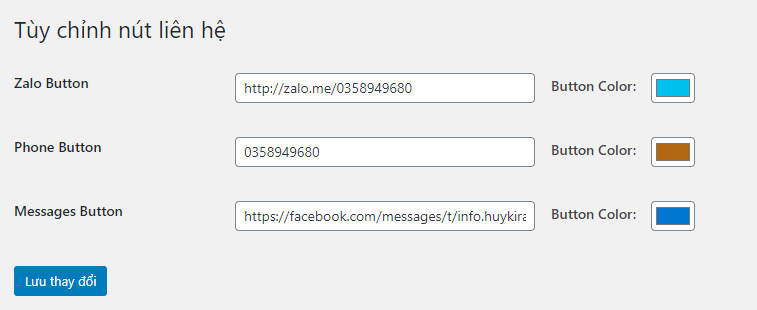 Tùy chỉnh nút liên hệ
Zalo Button http://zalo.me/0358949680 Button Color:
Phone Button 0358949680 Button Color:
Messages Button https://facebook.com/messages/t/info.huykira Button Color:
Lưu thay đổi